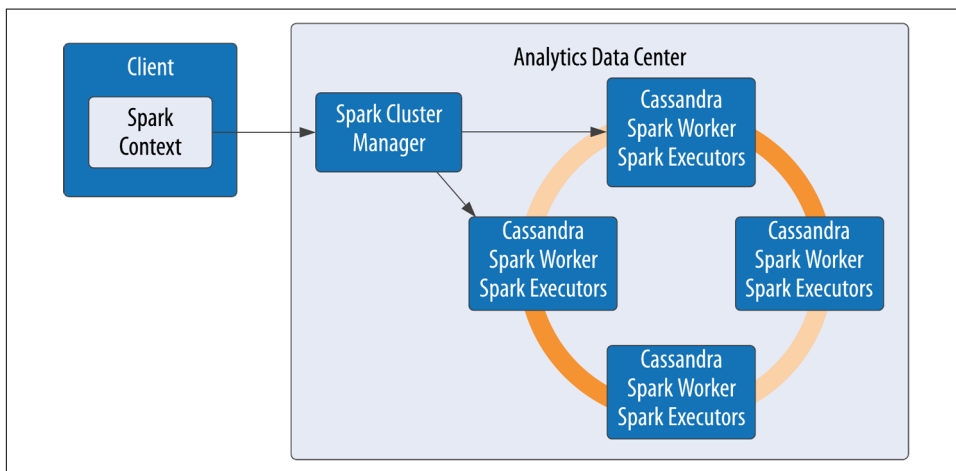 Client
Spark
Context
Analytics Data Center
Spark Cluster
Manager
Cassandra
Spark Worker
Spark Executors
Cassandra
Spark Worker
Spark Executors
Cassandra
Spark Worker
Spark Executors
Cassandra
Spark Worker
Spark Executors